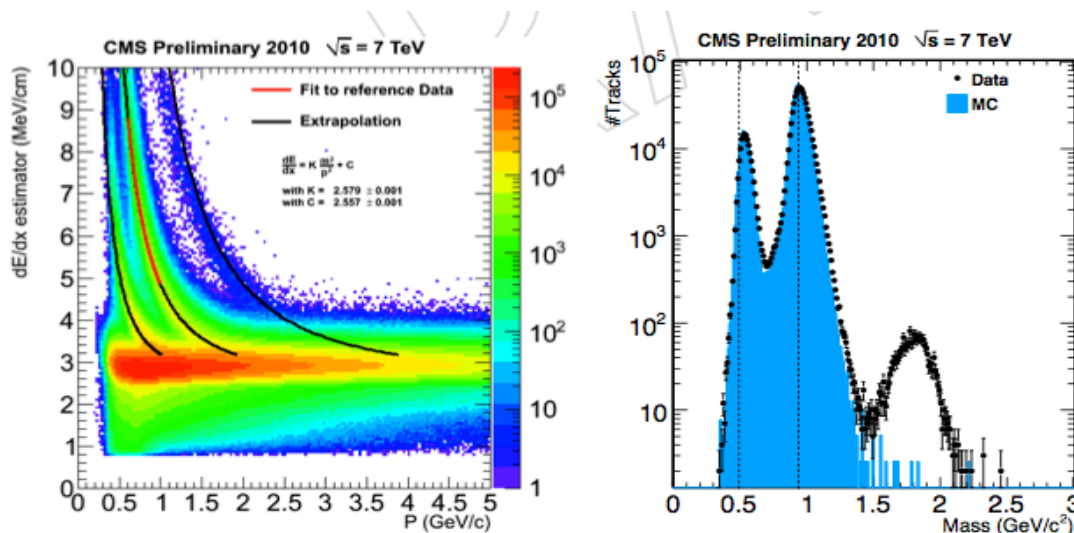 CMS Preliminary 2010 √s = 7 TeV
dE/dx estimator (MeV/cm)
10
9
8
7
6
5
4
3
2
1
0
Fit to reference Data
Extrapolation
dE/dx = K m²/p² + C
with K = 2.579 ± 0.001
with C = 2.557 ± 0.001
10⁵
10⁴
10³
10²
10
1
0 0.5 1 1.5 2 2.5 3 3.5 4 4.5 5
P (GeV/c)
CMS Preliminary 2010 √s = 7 TeV
#Tracks
10⁵
10⁴
10³
10²
10
Data
MC
0 0.5 1 1.5 2 2.5 3
Mass (GeV/c²)